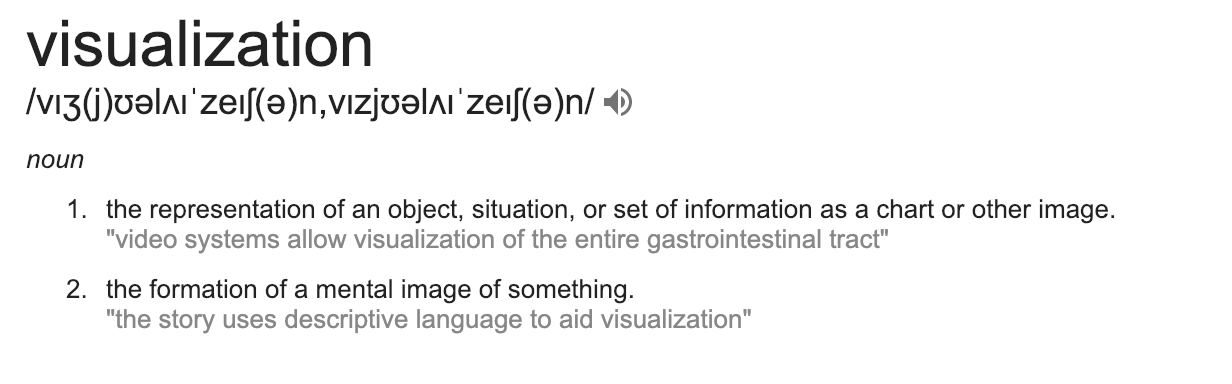 visualization
/vɪʒ(j)ʊəlʌɪˈzeɪʃ(ə)n,vɪzjʊəlʌɪˈzeɪʃ(ə)n/
noun
1. the representation of an object, situation, or set of information as a chart or other image.
"video systems allow visualization of the entire gastrointestinal tract"
2. the formation of a mental image of something.
"the story uses descriptive language to aid visualization"